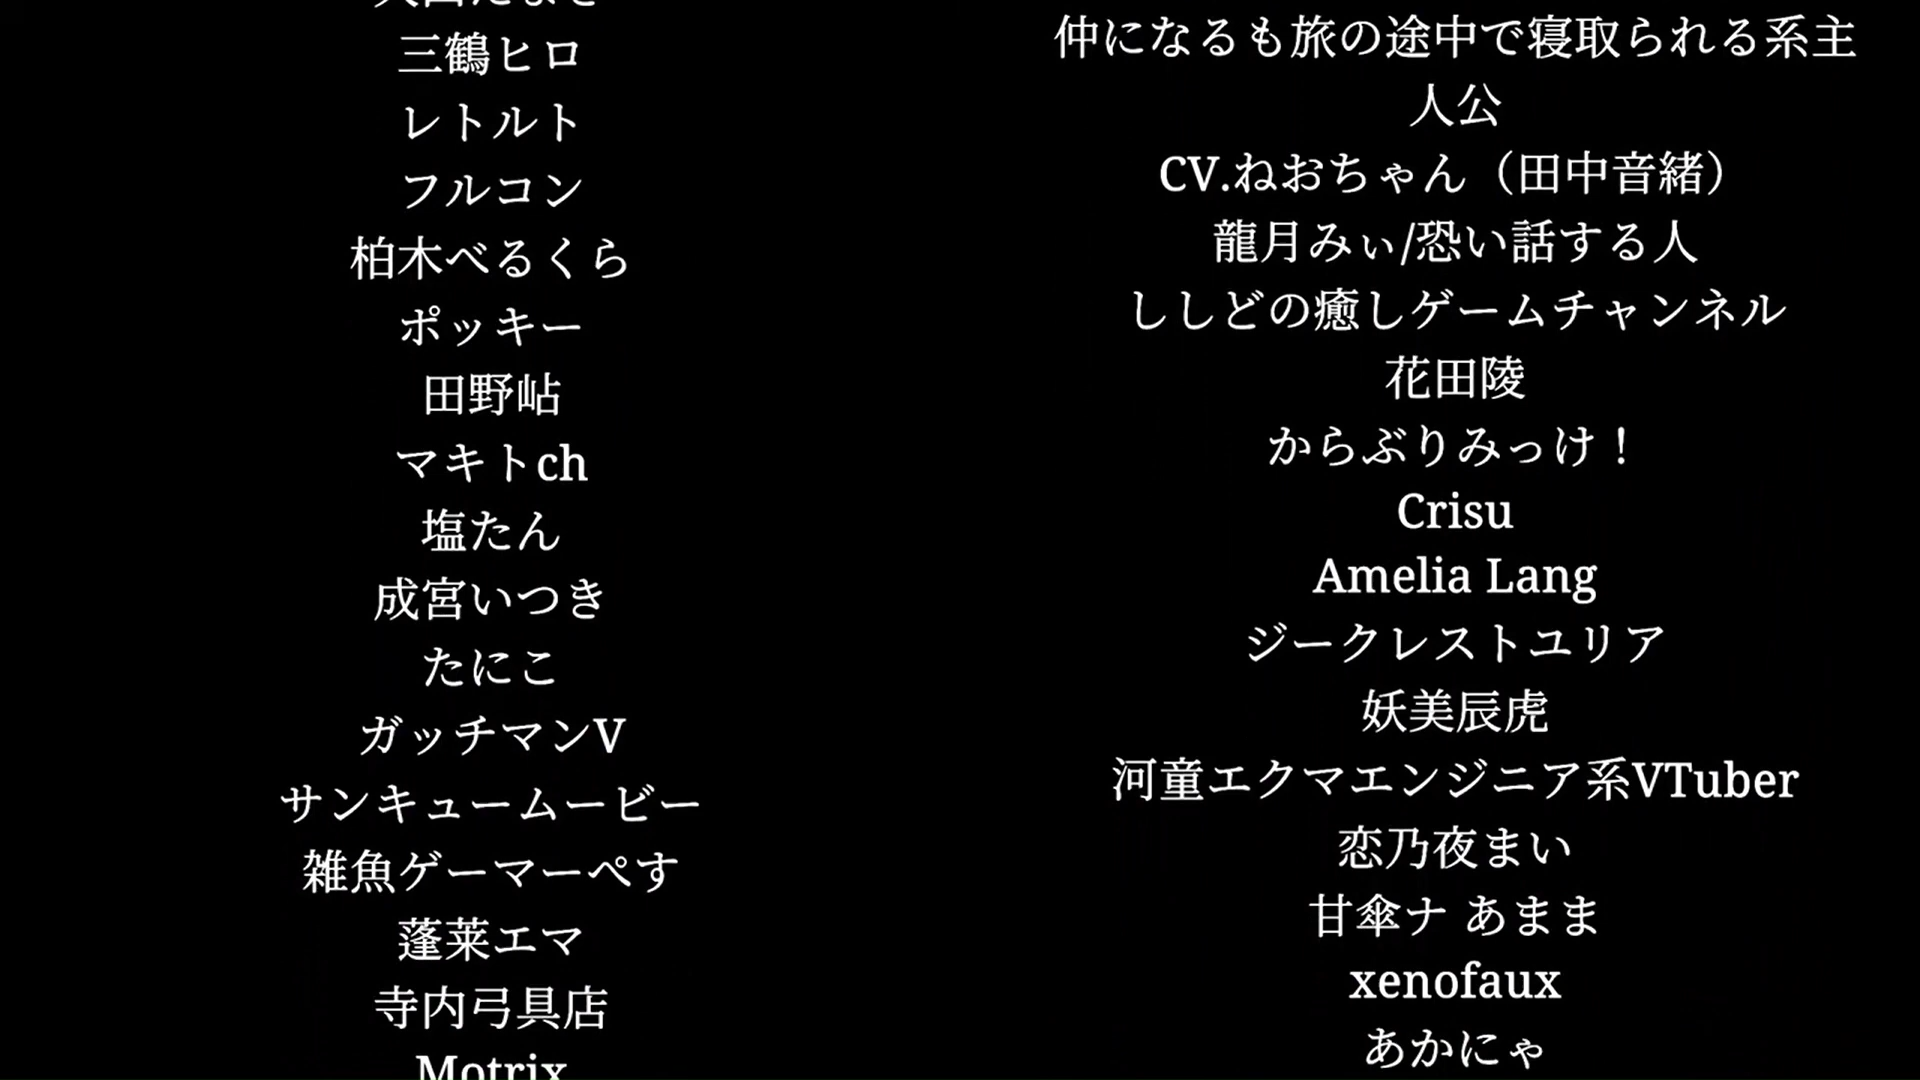 三鶴ヒロ
レトルト
フルコン
柏木べるくら
ポッキー
田野岾
マキトch
塩たん
成宮いつき
たにこ
ガッチマンV
サンキュームービー
雑魚ゲーマーぺす
蓬莱エマ
寺内弓具店
Motrix
仲になるも旅の途中で寝取られる系主
人公
CV.ねおちゃん（田中音緒）
龍月みぃ/恐い話する人
ししどの癒しゲームチャンネル
花田陵
からぶりみっけ！
Crisu
Amelia Lang
ジークレストユリア
妖美辰虎
河童エクマエンジニア系VTuber
恋乃夜まい
甘傘ナ あまま
xenofaux
あかにゃ